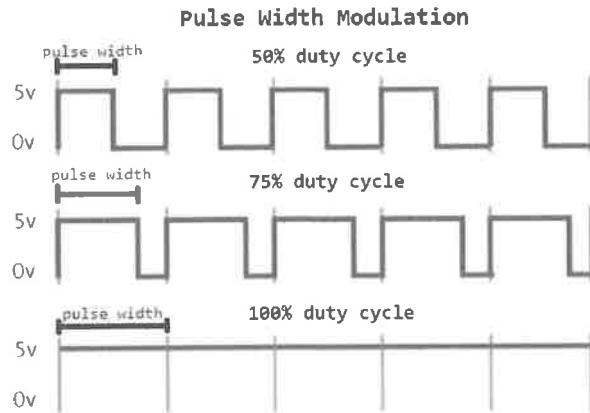 Pulse Width Modulation
pulse width
50% duty cycle
5v
0v
pulse width
75% duty cycle
5v
0v
pulse width
100% duty cycle
5v
0v